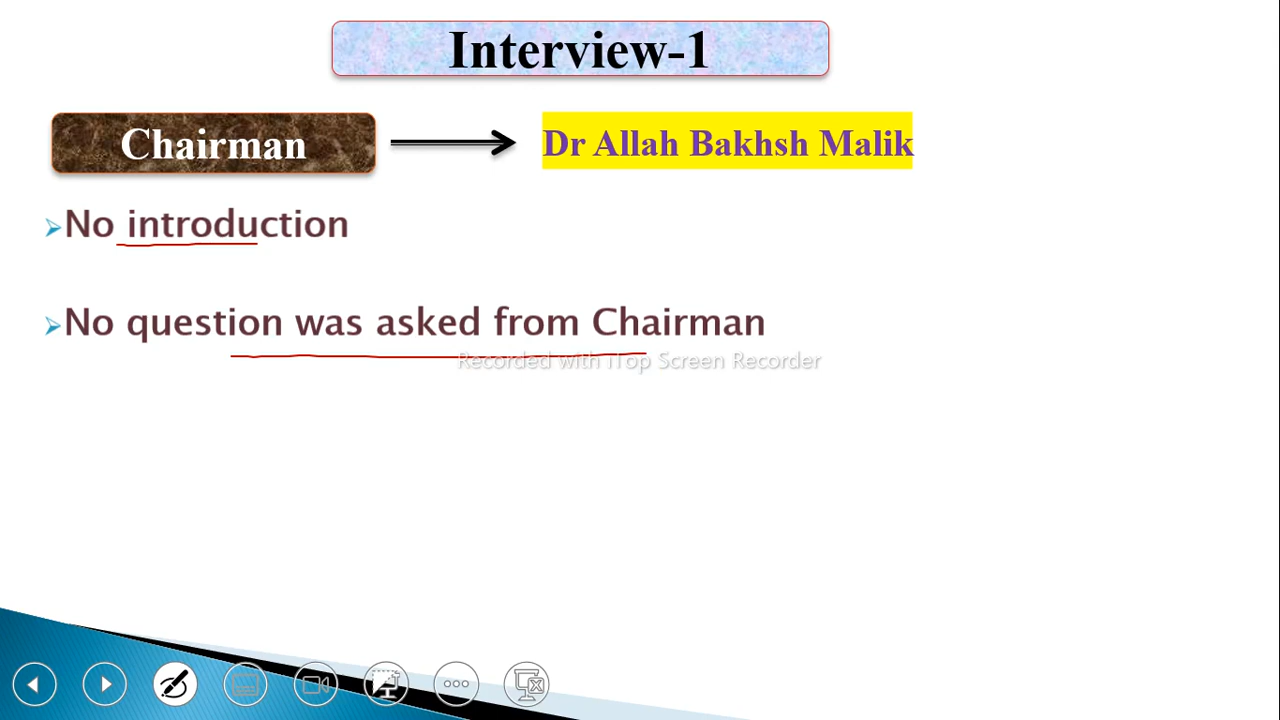 Interview-1
Chairman
Dr Allah Bakhsh Malik
No introduction
No question was asked from Chairman
Recorded with iTop Screen Recorder